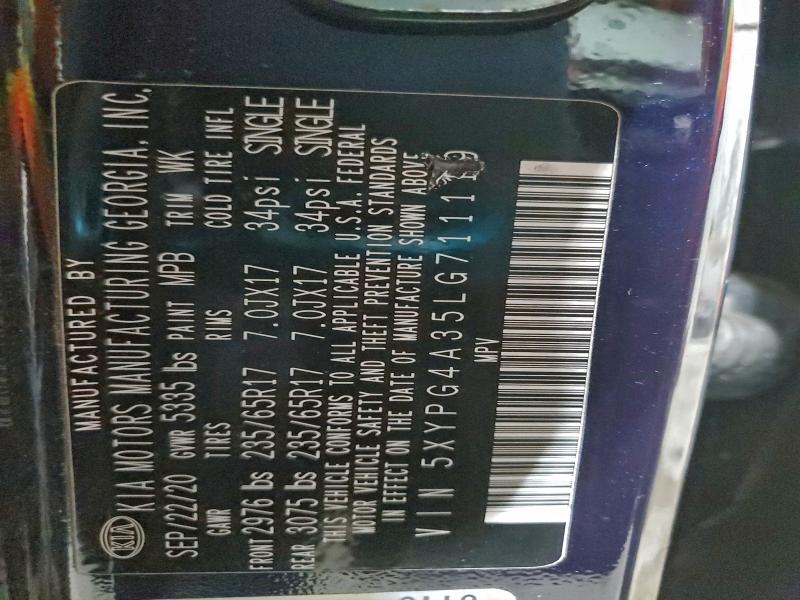 MANUFACTURED BY
KIA KIA MOTORS MANUFACTURING GEORGIA, INC.
SEP/22/20 GVWR 5335 lbs PAINT MPB TRIM WK
GAWR TIRES RIMS COLD TIRE INFL
FRONT 2976 lbs 235/65R17 7.0JX17 34psi SINGLE
REAR 3075 lbs 235/65R17 7.0JX17 34psi SINGLE
THIS VEHICLE CONFORMS TO ALL APPLICABLE U.S.A. FEDERAL
MOTOR VEHICLE SAFETY AND THEFT PREVENTION STANDARDS
IN EFFECT ON THE DATE OF MANUFACTURE SHOWN ABOVE
VIN 5XYPG4A35LG711119
MPV